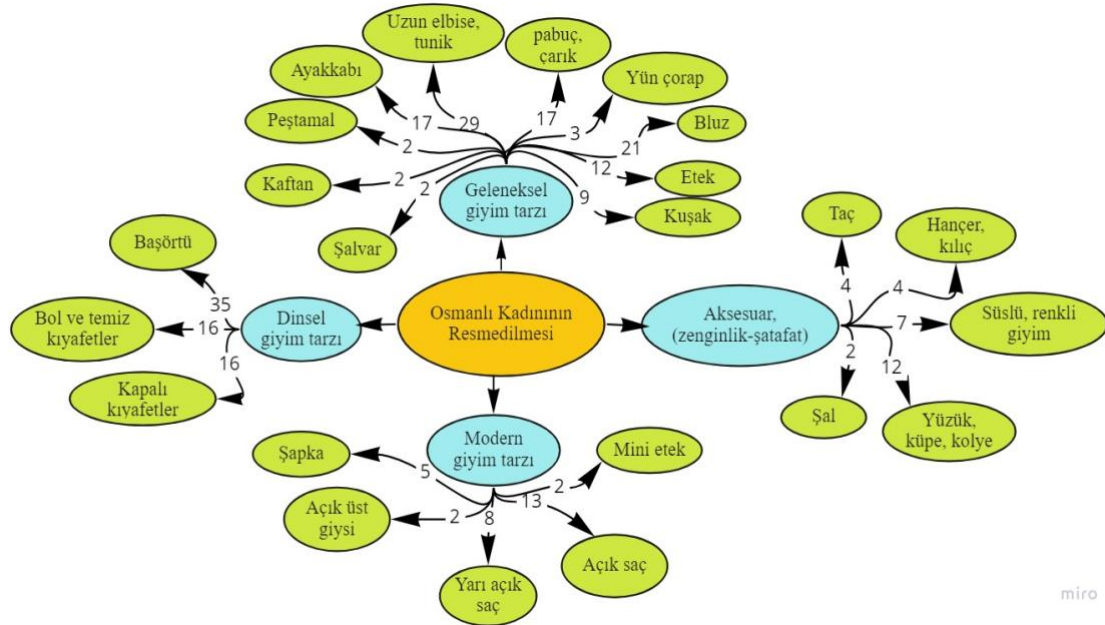 Uzun elbise,
tunik
pabuç,
çarık
Ayakkabı
Yün çorap
Peştamal
Bluz
Kaftan
Etek
Şalvar
Kuşak
17
29
17
3
21
2
12
2
2
9
Geleneksel
giyim tarzı
Başörtü
Bol ve temiz
kıyafetler
Kapalı
kıyafetler
35
16
16
Dinsel
giyim tarzı
Osmanlı Kadınının
Resmedilmesi
Aksesuar,
(zenginlik-şatafat)
Taç
Hançer,
kılıç
Süslü, renkli
giyim
Şal
Yüzük,
küpe, kolye
4
4
7
2
12
Modern
giyim tarzı
Şapka
Mini etek
Açık üst
giysi
Açık saç
Yarı açık
saç
5
2
2
13
8
miro